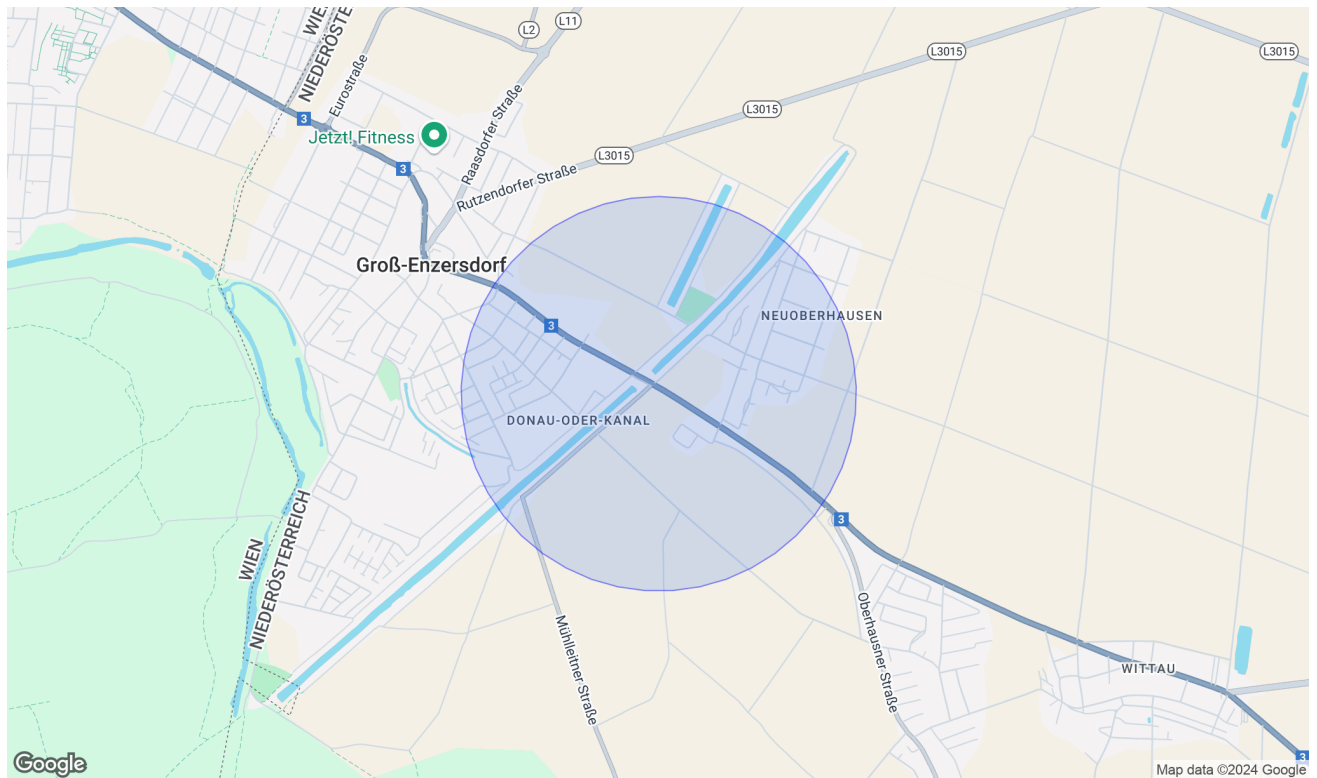 WIEN
NIEDERÖSTE
L2
L11
L3015
L3015
Eurostraße
3
Jetzt! Fitness
L3015
3
Raasdorfer Straße
L3015
Rutzendorfer Straße
Groß-Enzersdorf
NEUOBERHAUSEN
3
DONAU-ODER-KANAL
3
WIEN
NIEDERÖSTERREICH
Mühlleitner Straße
Oberhausner Straße
WITTAU
3
Google
Map data ©2024 Google